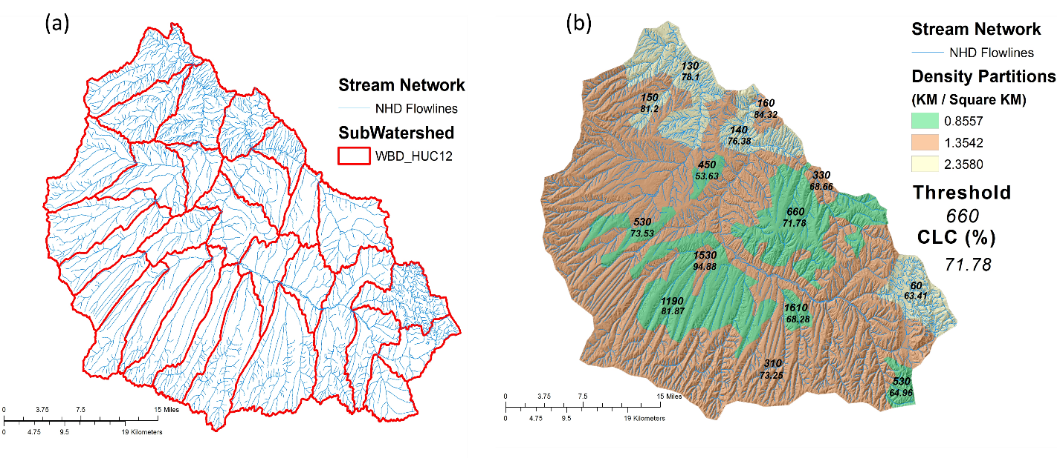 (a)
Stream Network
NHD Flowlines
SubWatershed
WBD_HUC12
0 3.75 7.5 15 Miles
0 4.75 9.5 19 Kilometers
(b)
130
78.1
150
81.2
160
84.32
140
76.38
450
53.63
330
68.66
660
71.78
530
73.53
1530
94.88
60
63.41
1190
81.87
1610
68.28
310
73.25
530
64.96
0 3.75 7.5 15 Miles
0 4.75 9.5 19 Kilometers
Stream Network
NHD Flowlines
Density Partitions
(KM / Square KM)
0.8557
1.3542
2.3580
Threshold
660
CLC (%)
71.78